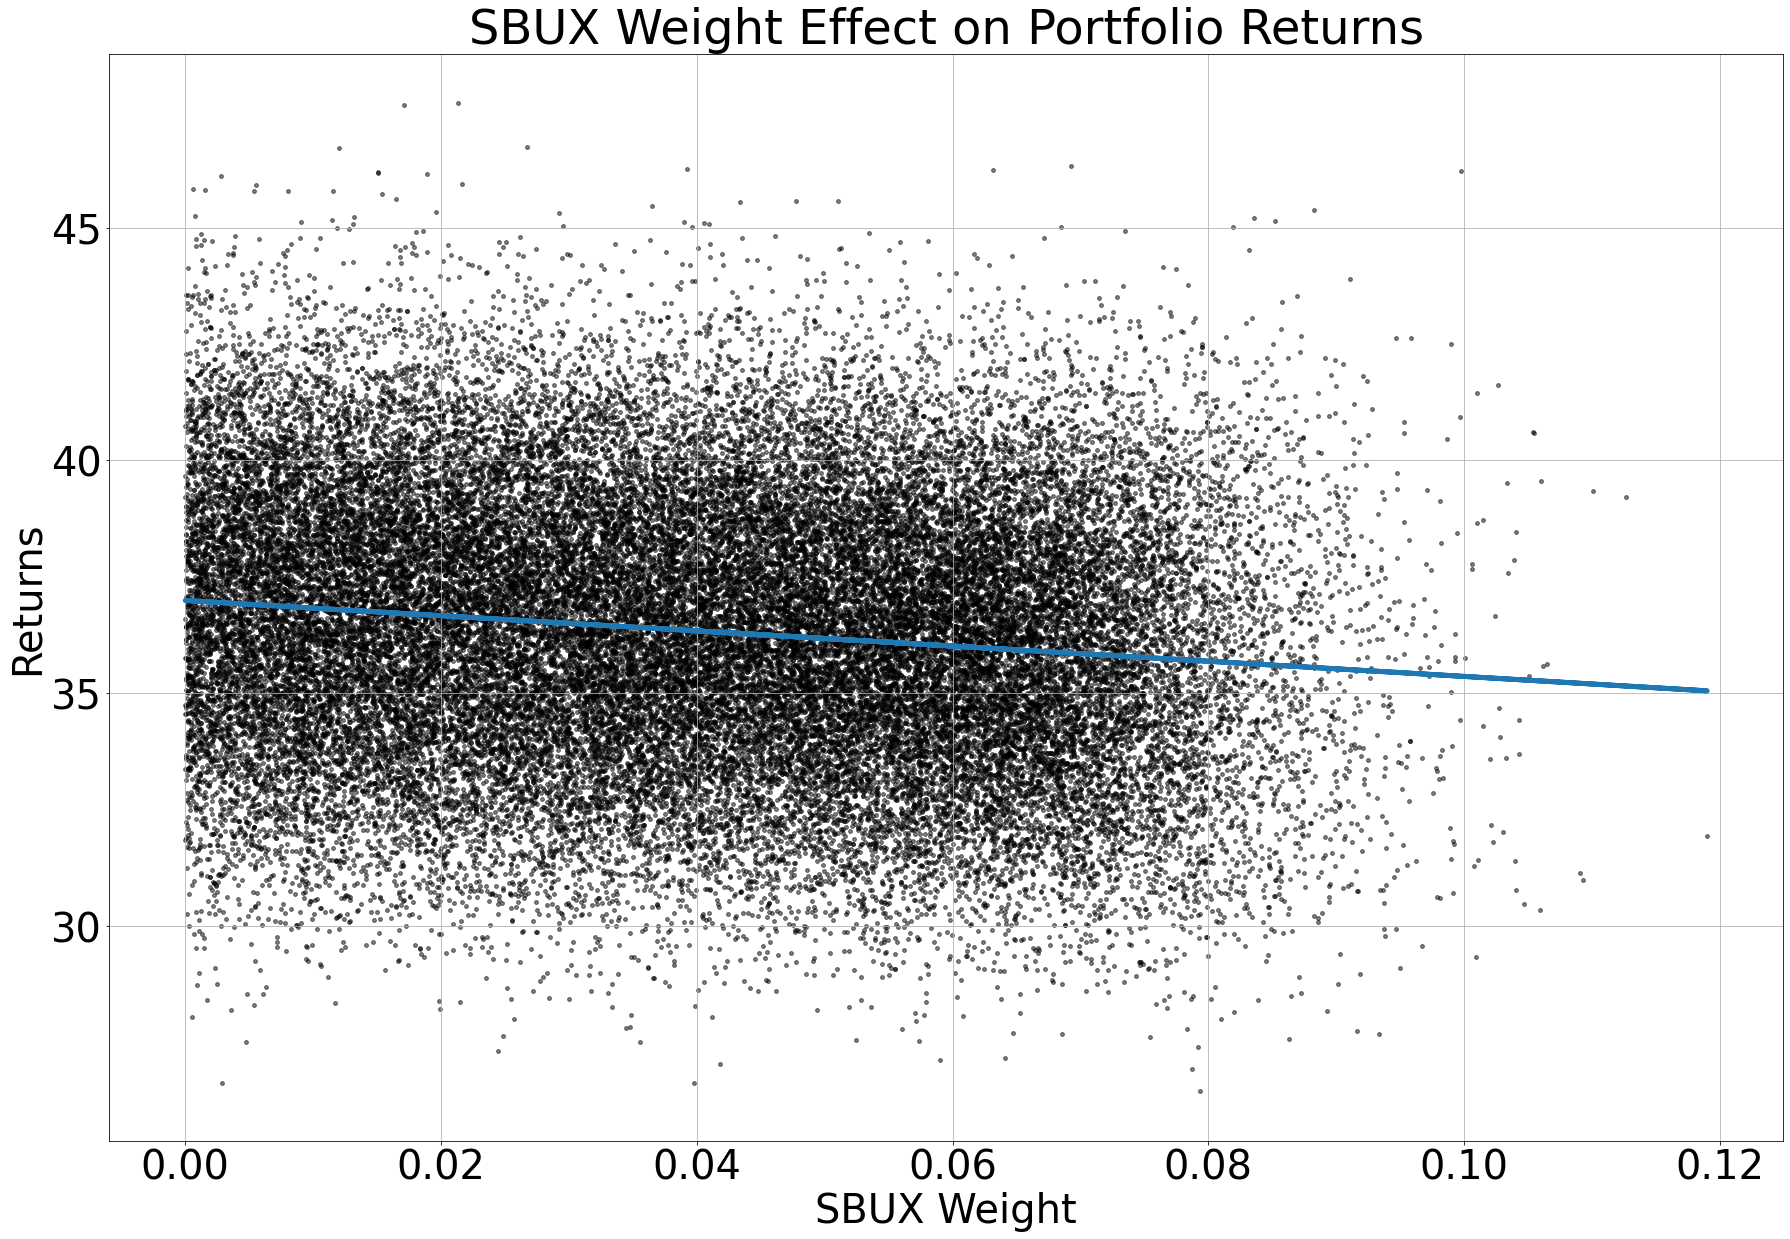 SBUX Weight Effect on Portfolio Returns
45
40
35
30
Returns
0.00 0.02 0.04 0.06 0.08 0.10 0.12
SBUX Weight